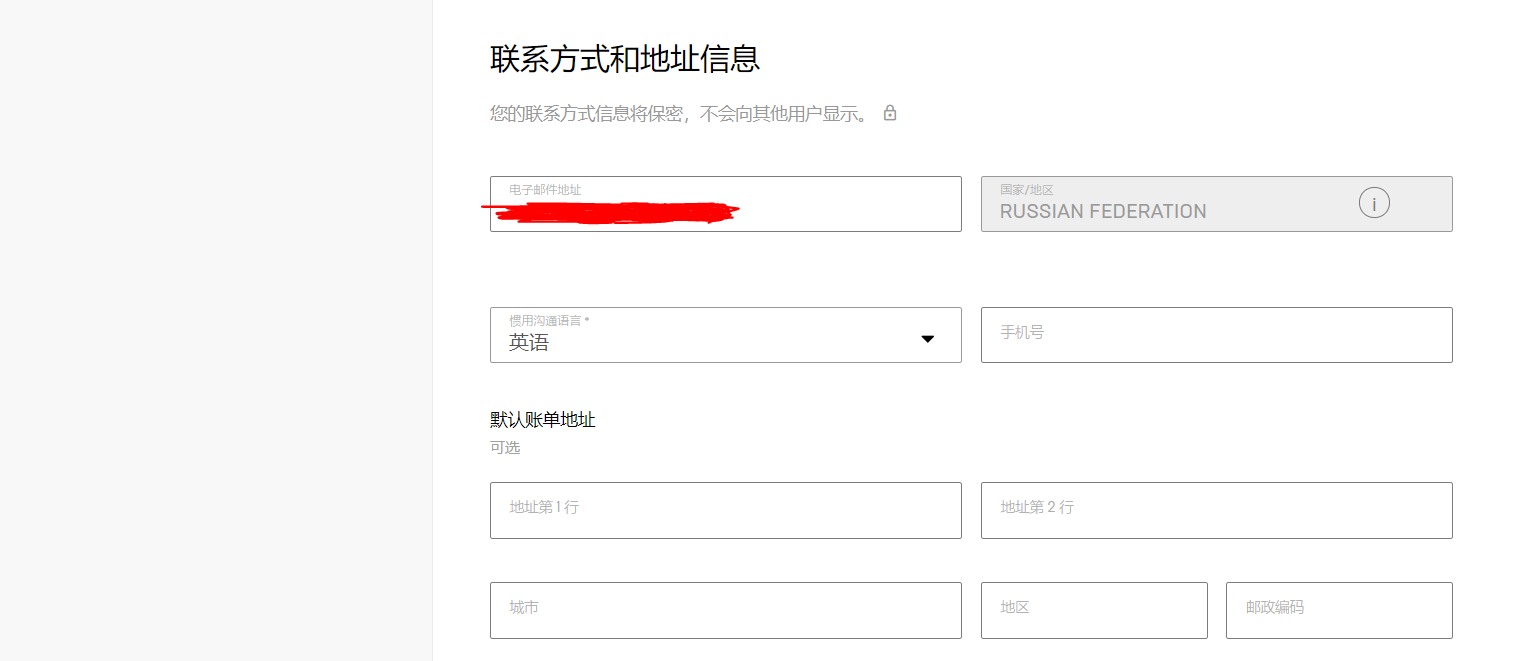 联系方式和地址信息
您的联系方式信息将保密，不会向其他用户显示。
电子邮件地址
国家/地区
RUSSIAN FEDERATION
惯用沟通语言 *
英语
手机号
默认账单地址
可选
地址第 1 行
地址第 2 行
城市
地区
邮政编码